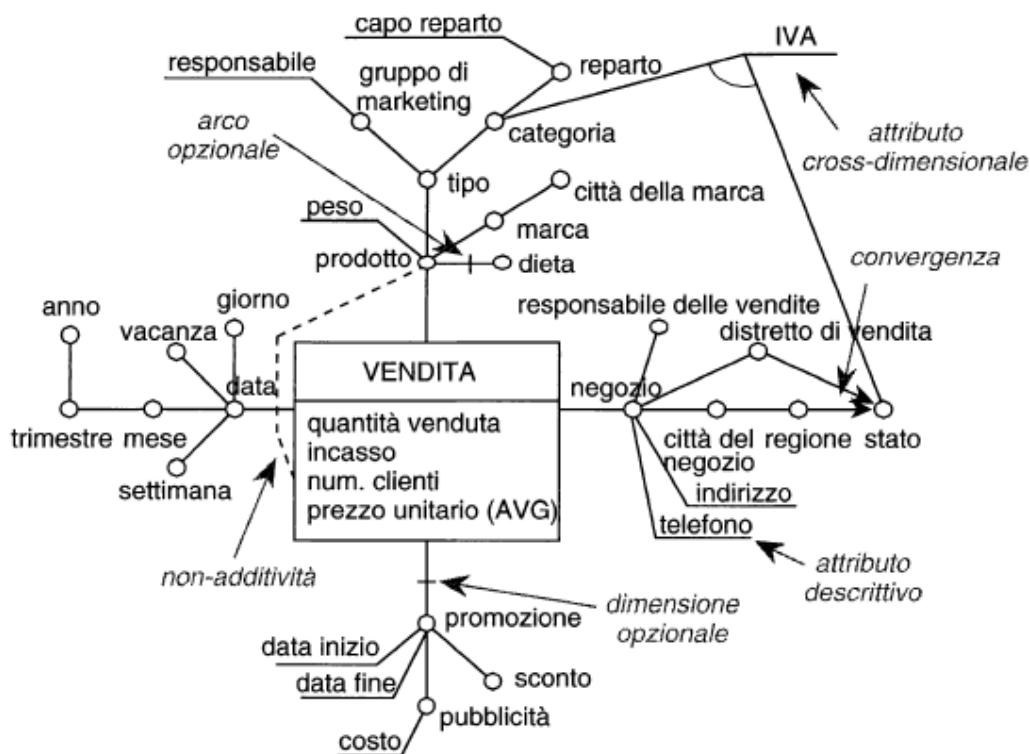 capo reparto
IVA
responsabile
gruppo di
marketing
reparto
arco
opzionale
categoria
attributo
cross-dimensionale
tipo
città della marca
peso
marca
prodotto
dieta
convergenza
anno
giorno
vacanza
responsabile delle vendite
distretto di vendita
data
VENDITA
negozio
trimestre mese
quantità venduta
incasso
num. clienti
prezzo unitario (AVG)
città del regione stato
negozio
settimana
indirizzo
telefono
non-additività
attributo
descrittivo
dimensione
opzionale
promozione
data inizio
data fine
sconto
pubblicità
costo